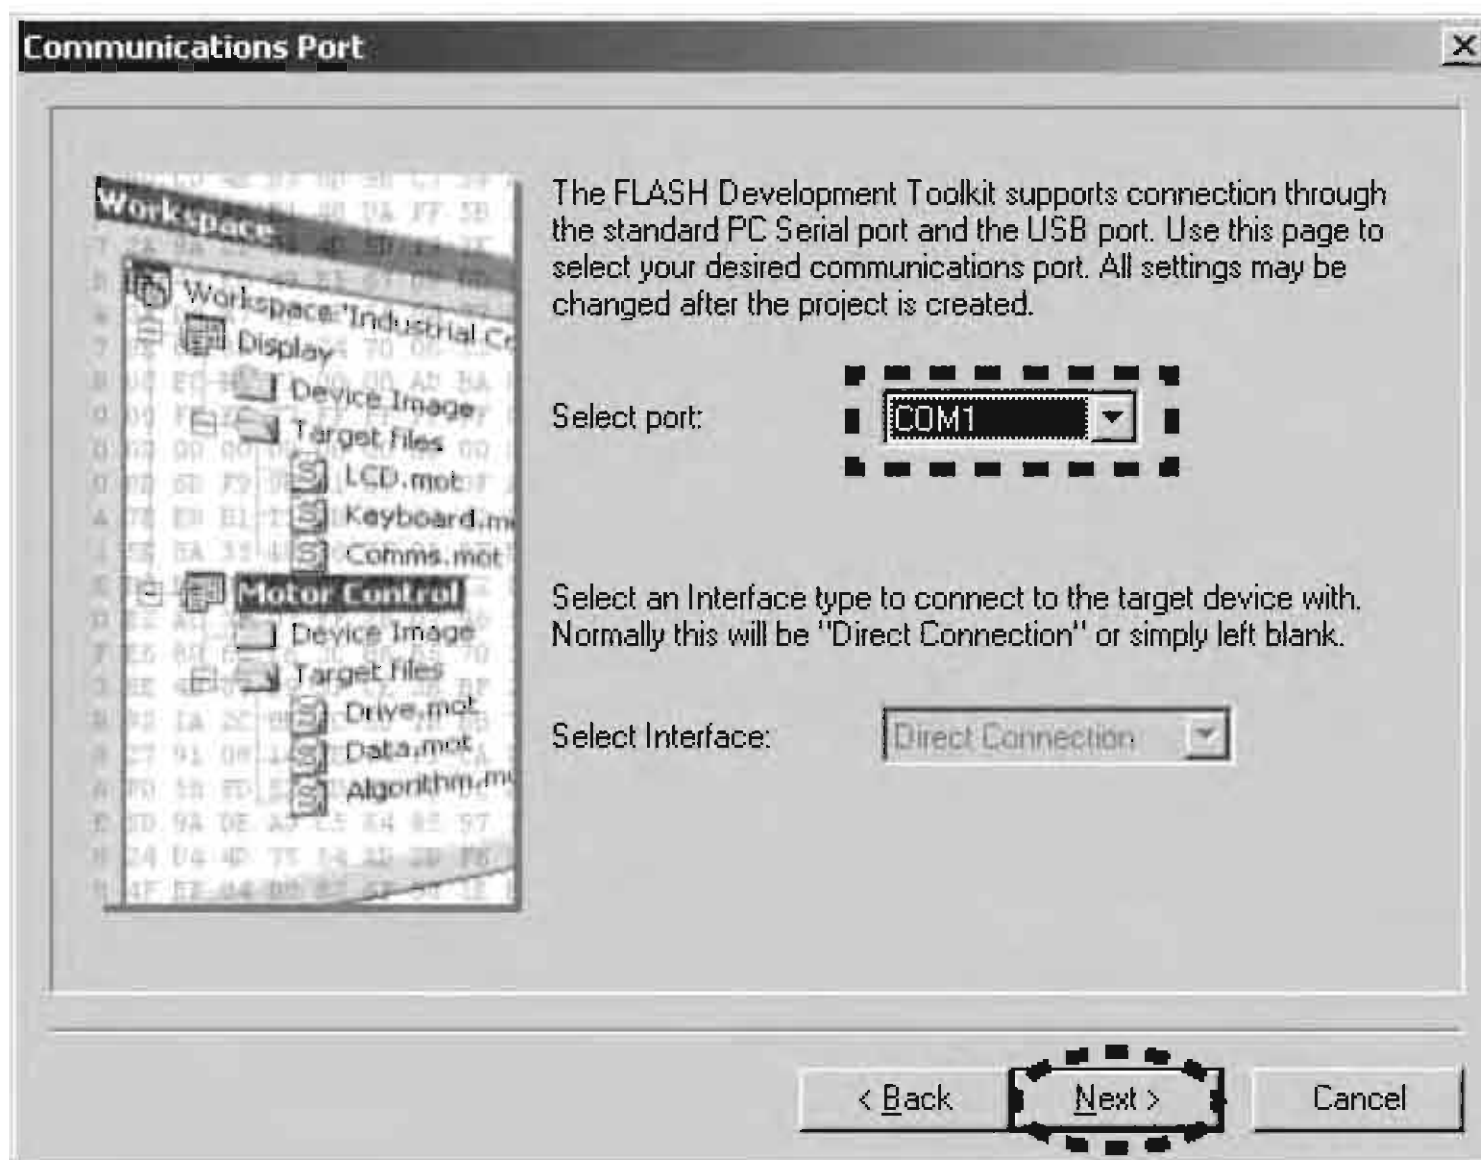 Communications Port
Workspace
Workspace:'Industrial Co
Display
Device Image
Target files
LCD.mot
Keyboard.mo
Comms.mot
Motor Control
Device Image
Target files
Drive.mot
Data.mot
Algorithm.mo
The FLASH Development Toolkit supports connection through
the standard PC Serial port and the USB port. Use this page to
select your desired communications port. All settings may be
changed after the project is created.
Select port:
COM1
Select an Interface type to connect to the target device with.
Normally this will be "Direct Connection" or simply left blank.
Select Interface:
Direct Connection
< Back
Next >
Cancel